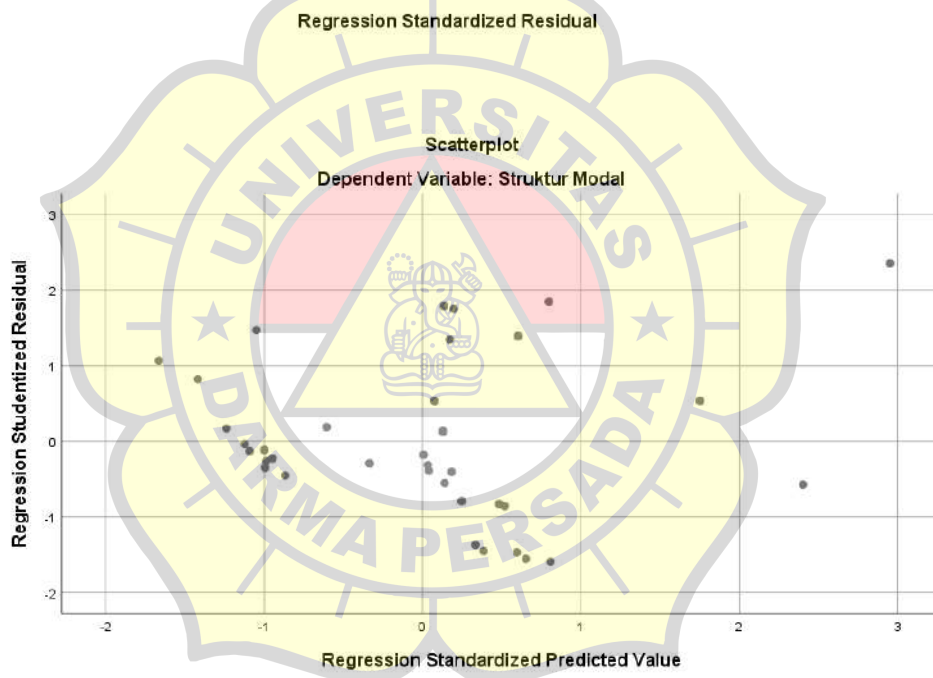 Regression Standardized Residual
Scatterplot
Dependent Variable: Struktur Modal
UNIVERSITAS
DARMA PERSADA
Regression Studentized Residual
3
2
1
0
-1
-2
-2
-1
0
1
2
3
Regression Standardized Predicted Value